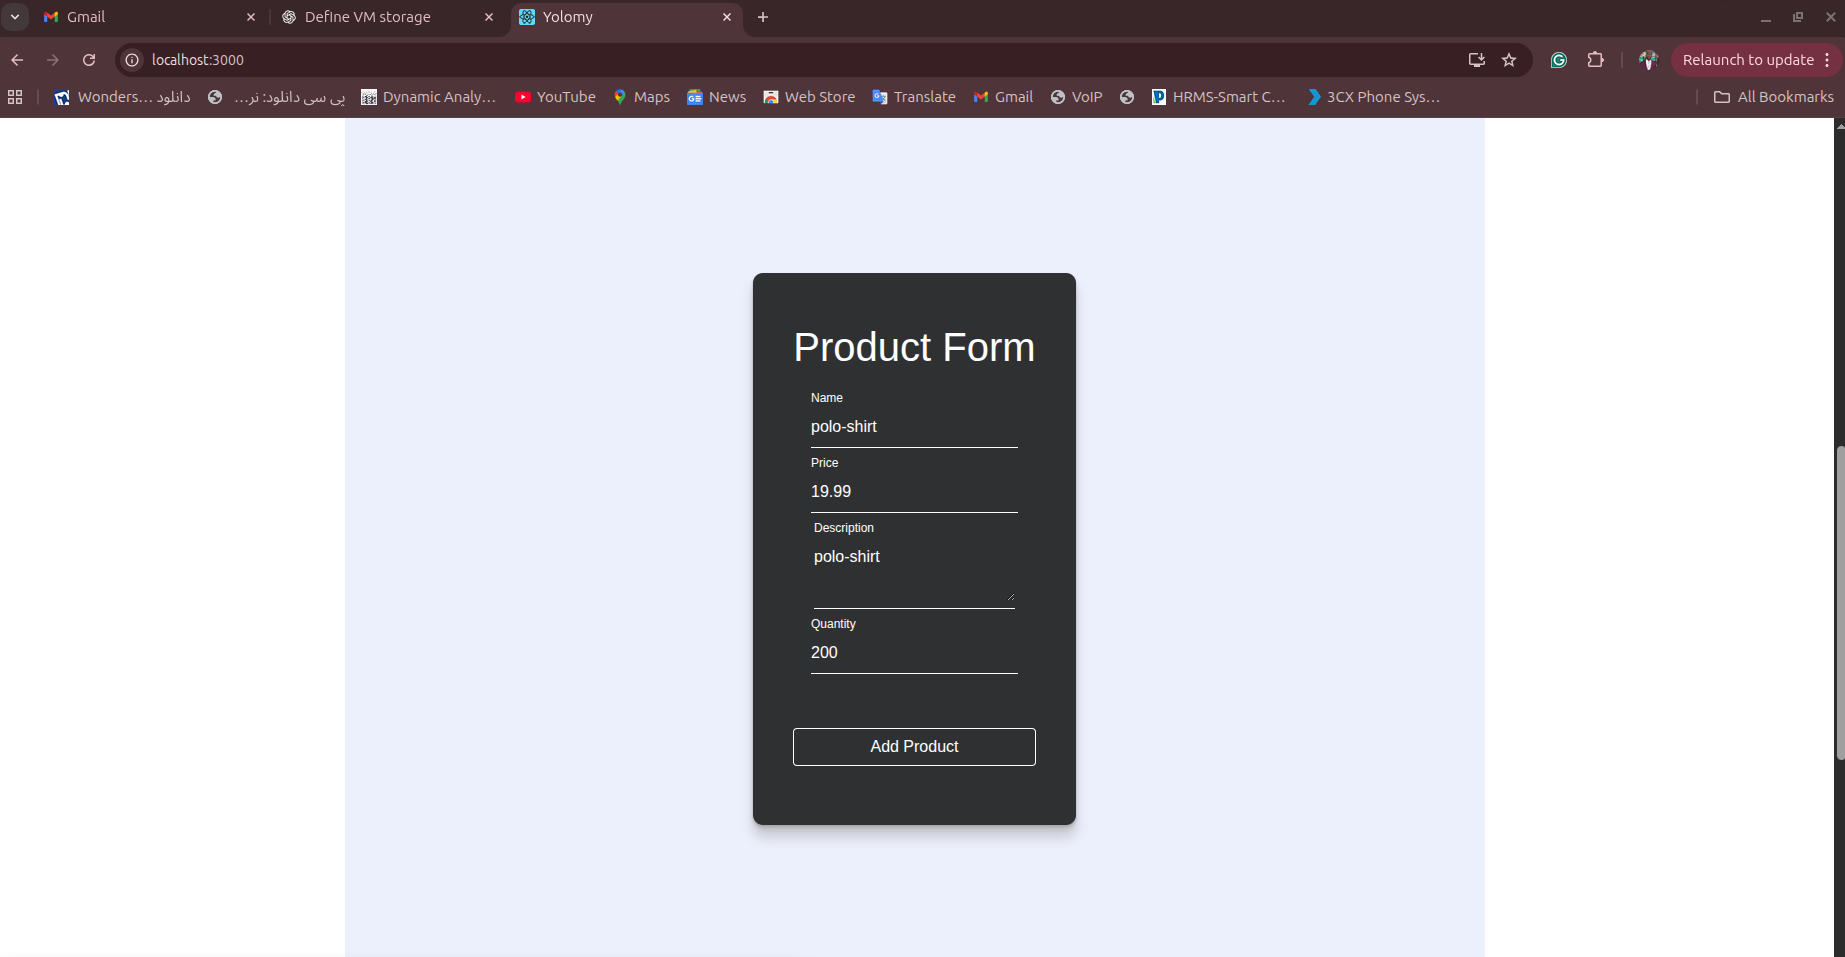 Gmail
Define VM storage
Yolomy
localhost:3000
Relaunch to update
Wonders... دانلود
پی سی دانلود: نر...
Dynamic Analy...
YouTube
Maps
News
Web Store
Translate
Gmail
VoIP
HRMS-Smart C...
3CX Phone Sys...
All Bookmarks
Product Form
Name
polo-shirt
Price
19.99
Description
polo-shirt
Quantity
200
Add Product